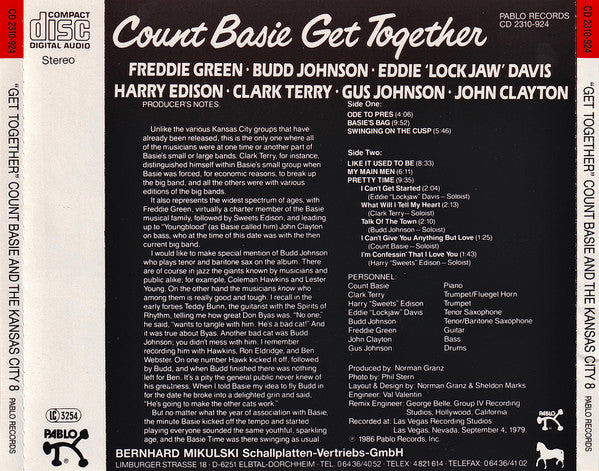 COMPACT
disc
DIGITAL AUDIO
Stereo
Count Basie Get Together
PABLO RECORDS
CD 2310-924
FREDDIE GREEN · BUDD JOHNSON · EDDIE 'LOCKJAW' DAVIS
HARRY EDISON · CLARK TERRY · GUS JOHNSON · JOHN CLAYTON
PRODUCER'S NOTES.
Unlike the various Kansas City groups that have
already been released, this is the only one where all
of the musicians were at one time or another part of
Basie's small or large bands. Clark Terry, for instance,
distinguished himself within Basie's small group when
Basie was forced, for economic reasons, to break up
the big band, and all the others were with various
editions of the big bands.
It also represents the widest spectrum of ages, with
Freddie Green, virtually a charter member of the Basie
musical family, followed by Sweets Edison, and leading
up to "Youngblood" (as Basie called him) John Clayton
on bass, who at the time of this date was with the then
current big band.
I would like to make special mention of Budd Johnson
who plays tenor and baritone sax on the album. There
are of course in the jazz the giants known by musicians and
public alike; for example, Coleman Hawkins and Lester
Young. On the other hand the musicians know who
among them is really good and tough. I recall in the
early forties Teddy Bunn, the guitarist with the Spirits of
Rhythm, telling me how great Don Byas was. "No one,"
he said, "wants to tangle with him. He's a bad cat!" And
it was true about Byas. Another bad cat was Budd
Johnson; you didn't mess with him. I remember
recording him with Hawkins, Ron Eldridge, and Ben
Webster. On one number Hawk kicked it off, followed
by Budd, and when Budd finished there was nothing
left for Ben. It's a pity the general public never knew of
his greatness. When I told Basie my idea to fly Budd in
for the date he broke into a delighted grin and said,
"He's going to make the other cats work."
But no matter what the year of association with Basie,
the minute Basie kicked off the tempo and started
playing everyone sounded the same youthful, sparkling
age, and the Basie Time was there swinging as usual.
Side One:
ODE TO PRES (4:06)
BASIE'S BAG (9:52)
SWINGING ON THE CUSP (5:46)
Side Two:
LIKE IT USED TO BE (8:33)
MY MAIN MEN (6:11)
PRETTY TIME (9:35)
I Can't Get Started (2:04)
(Eddie "Lockjaw" Davis—Soloist)
What Will I Tell My Heart (2:13)
(Clark Terry—Soloist)
Talk Of The Town (2:10)
(Budd Johnson—Soloist)
I Can't Give You Anything But Love (1:25)
(Count Basie—Soloist)
I'm Confessin' That I Love You (1:43)
(Harry "Sweets" Edison—Soloist)
PERSONNEL:
Count Basie Piano
Clark Terry Trumpet/Fluegel Horn
Harry "Sweets" Edison Trumpet
Eddie "Lockjaw" Davis Tenor Saxophone
Budd Johnson Tenor/Baritone Saxophone
Freddie Green Guitar
John Clayton Bass
Gus Johnson Drums
Produced by: Norman Granz
Photo by: Phil Stern
Layout & Design by: Norman Granz & Sheldon Marks
Engineer: Val Valentin
Remix Engineer: George Belle, Group IV Recording
Studios, Hollywood, California
Recorded at: Las Vegas Recording Studios
Las Vegas, Nevada, September 4, 1979.
℗ 1986 Pablo Records, Inc.
LC 3254
PABLO
PABLO
BERNHARD MIKULSKI Schallplatten-Vertriebs-GmbH
LIMBURGER STRASSE 18 · D-6251 ELBTAL-DORCHHEIM · TEL. 06436/4052 · TELEX: 4821614 · TELEFAX 06436/4302
CD 2310-924
"GET TOGETHER" COUNT BASIE AND THE KANSAS CITY 8
PABLO RECORDS
CD 2310-924
"GET TOGETHER" COUNT BASIE AND THE KANSAS CITY 8
PABLO RECORDS